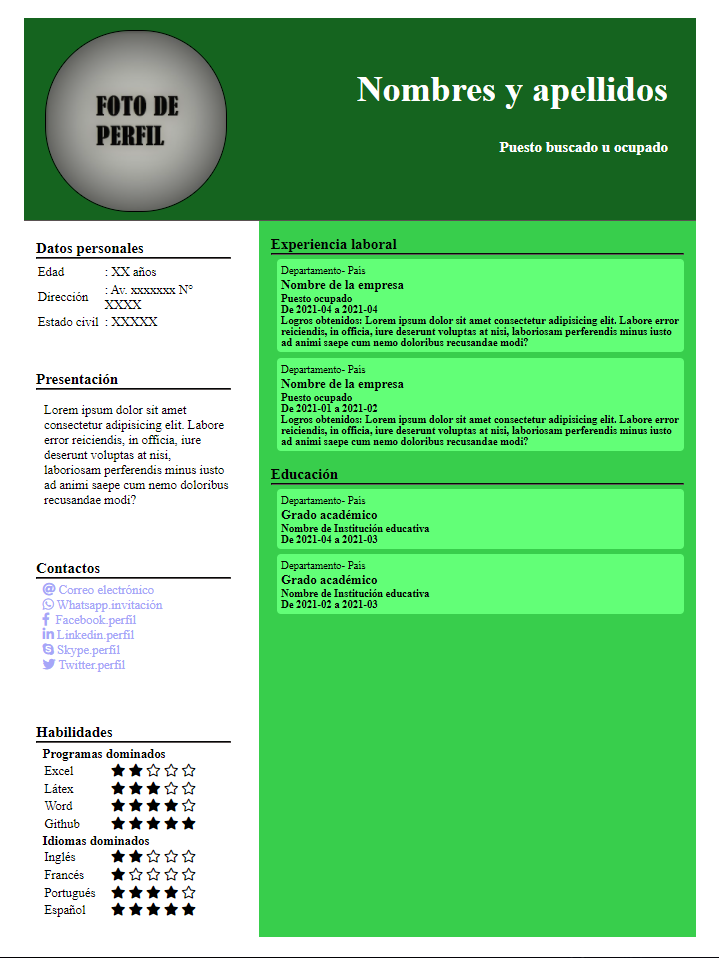 FOTO DE
PERFIL
Nombres y apellidos
Puesto buscado u ocupado
Datos personales
Edad : XX años
Dirección : Av. xxxxxxx N°
XXXX
Estado civil : XXXXX
Presentación
Lorem ipsum dolor sit amet
consectetur adipisicing elit. Labore
error reiciendis, in officia, iure
deserunt voluptas at nisi,
laboriosam perferendis minus iusto
ad animi saepe cum nemo doloribus
recusandae modi?
Contactos
Correo electrónico
Whatsapp.invitación
Facebook.perfil
Linkedin.perfil
Skype.perfil
Twitter.perfil
Habilidades
Programas dominados
Excel
Látex
Word
Github
Idiomas dominados
Inglés
Francés
Portugués
Español
Experiencia laboral
Departamento- País
Nombre de la empresa
Puesto ocupado
De 2021-04 a 2021-04
Logros obtenidos: Lorem ipsum dolor sit amet consectetur adipisicing elit. Labore error
reiciendis, in officia, iure deserunt voluptas at nisi, laboriosam perferendis minus iusto
ad animi saepe cum nemo doloribus recusandae modi?
Departamento- País
Nombre de la empresa
Puesto ocupado
De 2021-01 a 2021-02
Logros obtenidos: Lorem ipsum dolor sit amet consectetur adipisicing elit. Labore error
reiciendis, in officia, iure deserunt voluptas at nisi, laboriosam perferendis minus iusto
ad animi saepe cum nemo doloribus recusandae modi?
Educación
Departamento- País
Grado académico
Nombre de Institución educativa
De 2021-04 a 2021-03
Departamento- País
Grado académico
Nombre de Institución educativa
De 2021-02 a 2021-03